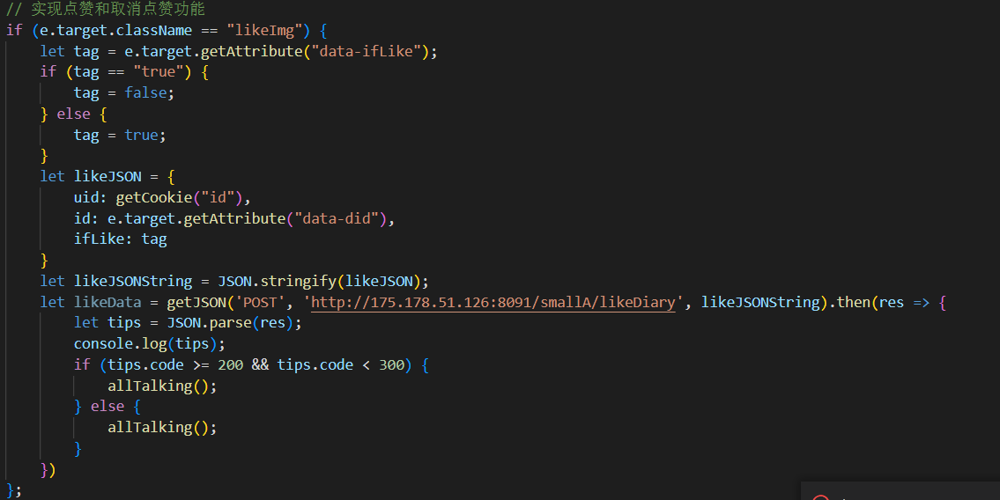 // 实现点赞和取消点赞功能
if (e.target.className == "likeImg") {
    let tag = e.target.getAttribute("data-ifLike");
    if (tag == "true") {
        tag = false;
    } else {
        tag = true;
    }
    let likeJSON = {
        uid: getCookie("id"),
        id: e.target.getAttribute("data-did"),
        ifLike: tag
    }
    let likeJSONString = JSON.stringify(likeJSON);
    let likeData = getJSON('POST', 'http://175.178.51.126:8091/smallA/likeDiary', likeJSONString).then(res => {
        let tips = JSON.parse(res);
        console.log(tips);
        if (tips.code >= 200 && tips.code < 300) {
            allTalking();
        } else {
            allTalking();
        }
    })
};